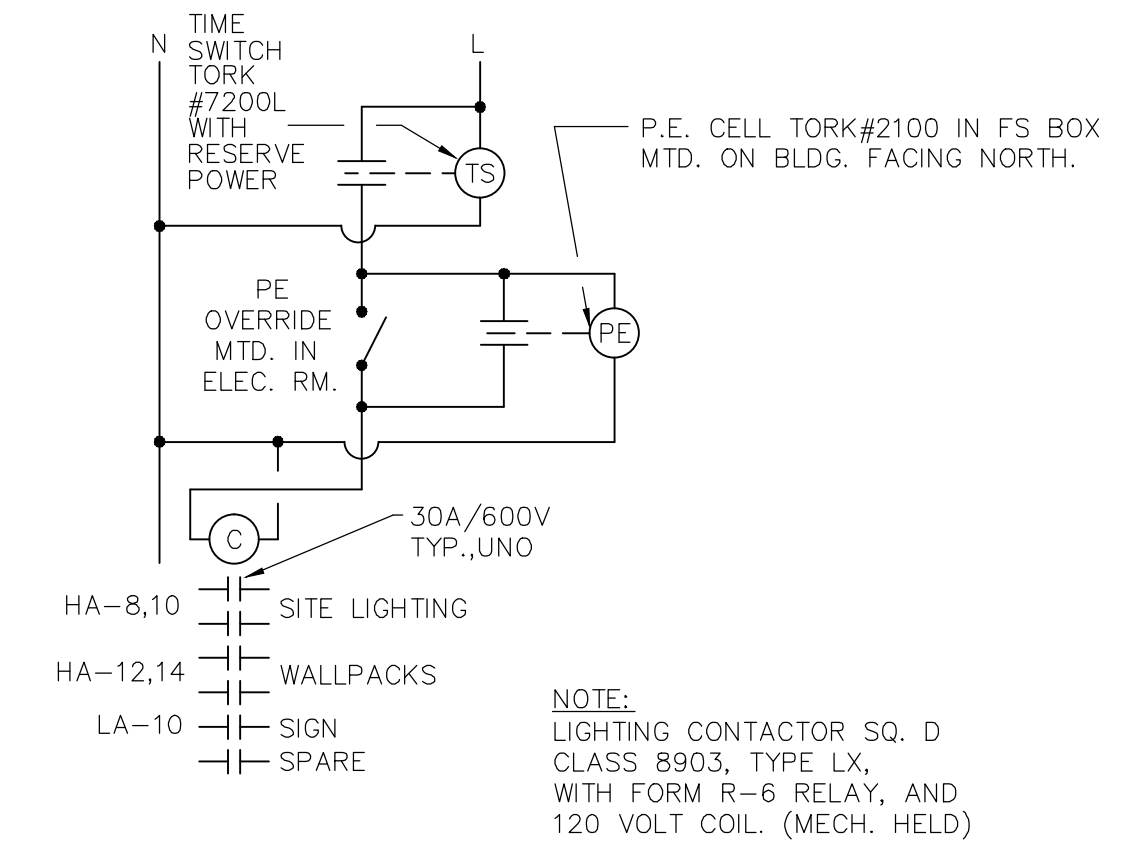 N
TIME
SWITCH
TORK
#7200L
WITH
RESERVE
POWER
L
TS
P.E. CELL TORK#2100 IN FS BOX
MTD. ON BLDG. FACING NORTH.
PE
OVERRIDE
MTD. IN
ELEC. RM.
PE
C
30A/600V
TYP.,UNO
HA-8,10
SITE LIGHTING
HA-12,14
WALLPACKS
LA-10
SIGN
SPARE
NOTE:
LIGHTING CONTACTOR SQ. D
CLASS 8903, TYPE LX,
WITH FORM R-6 RELAY, AND
120 VOLT COIL. (MECH. HELD)